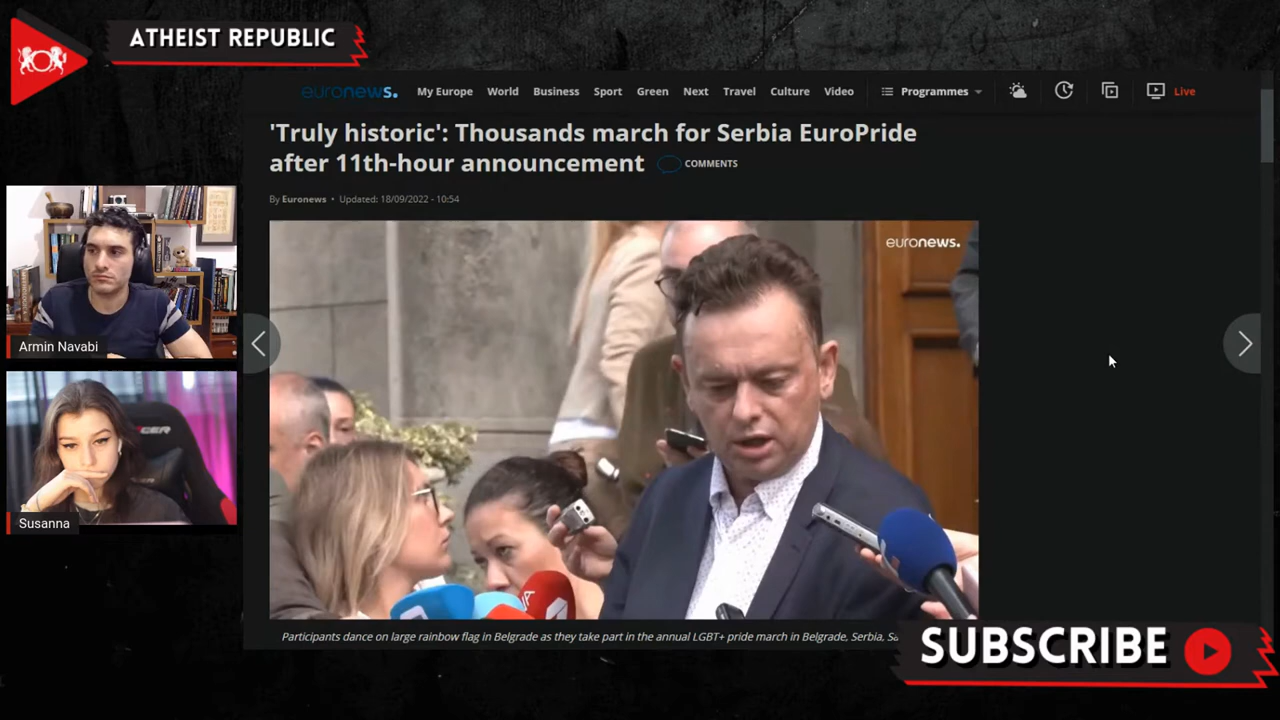 ATHEIST REPUBLIC
euronews.
My Europe World Business Sport Green Next Travel Culture Video Programmes Live
'Truly historic': Thousands march for Serbia EuroPride
after 11th-hour announcement COMMENTS
By Euronews • Updated: 18/09/2022 - 10:54
euronews.
Armin Navabi
CER
Susanna
Participants dance on large rainbow flag in Belgrade as they take part in the annual LGBT+ pride march in Belgrade, Serbia, Sa
SUBSCRIBE